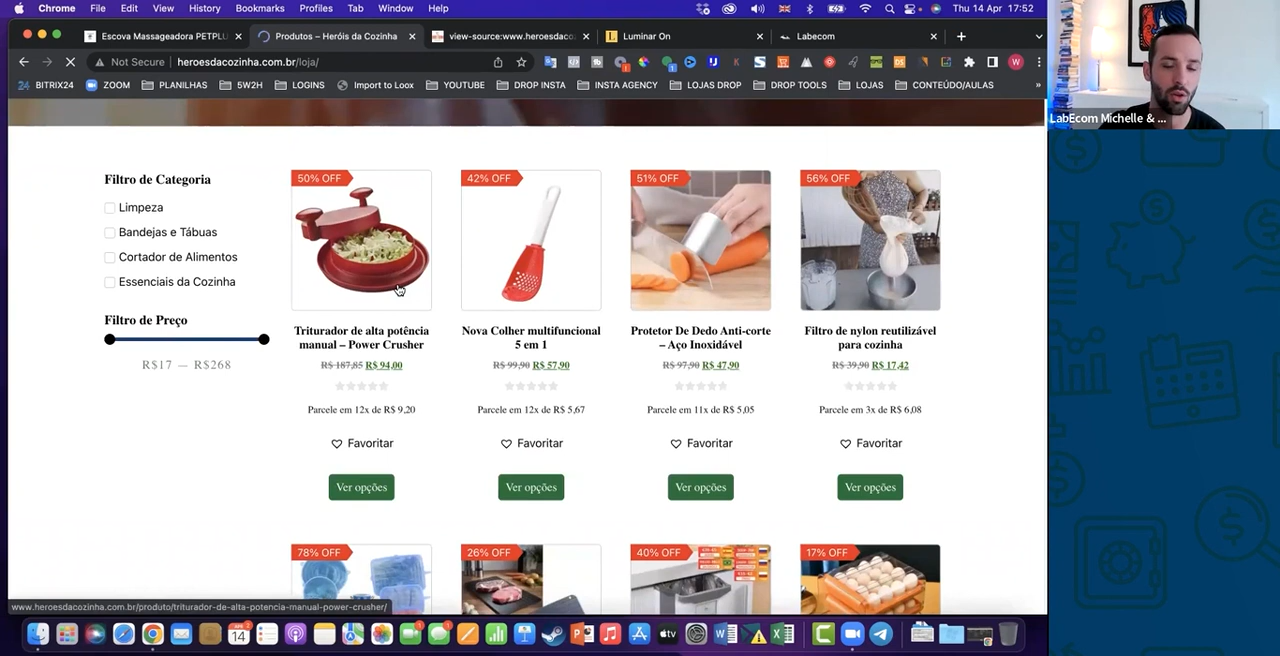 Chrome File Edit View History Bookmarks Profiles Tab Window Help Thu 14 Apr 17:52
Escova Massageadora PETPLU Produtos – Heróis da Cozinha view-source:www.heroesdacoz Luminar On Labecom
Not Secure heroesdacozinha.com.br/loja/
BITRIX24 ZOOM PLANILHAS 5W2H LOGINS Import to Loox YOUTUBE DROP INSTA INSTA AGENCY LOJAS DROP DROP TOOLS LOJAS CONTEÚDO/AULAS »
LabEcom Michelle & ...
Filtro de Categoria
Limpeza
Bandejas e Tábuas
Cortador de Alimentos
Essenciais da Cozinha
Filtro de Preço
R$17 — R$268
50% OFF 42% OFF 51% OFF 56% OFF
Triturador de alta potência Nova Colher multifuncional Protetor De Dedo Anti-corte Filtro de nylon reutilizável
manual – Power Crusher 5 em 1 – Aço Inoxidável para cozinha
R$ 187,85 R$ 94,00 R$ 99,90 R$ 57,90 R$ 97,90 R$ 47,90 R$ 39,90 R$ 17,42
Parcele em 12x de R$ 9,20 Parcele em 12x de R$ 5,67 Parcele em 11x de R$ 5,05 Parcele em 3x de R$ 6,08
Favoritar Favoritar Favoritar Favoritar
Ver opções Ver opções Ver opções Ver opções
78% OFF 26% OFF 40% OFF 17% OFF
www.heroesdacozinha.com.br/produto/triturador-de-alta-potencia-manual-power-crusher/
APR
14
tv